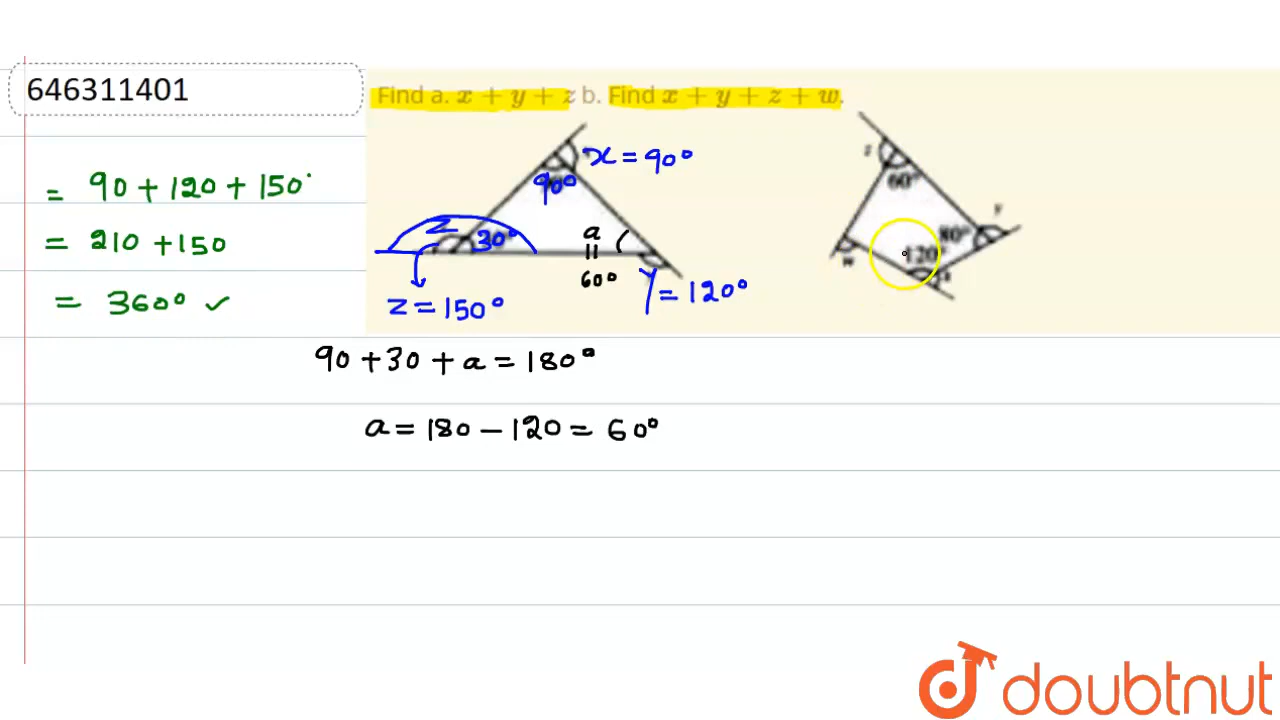 646311401
Find a. x + y + z b. Find x + y + z + w.
= 90 + 120 + 150
= 210 + 150
= 360° ✓
x = 90°
90°
z
30°
a
=
60°
z = 150°
y = 120°
z
60°
y
80°
120°
w
x
90 + 30 + a = 180°
a = 180 - 120 = 60°
doubtnut